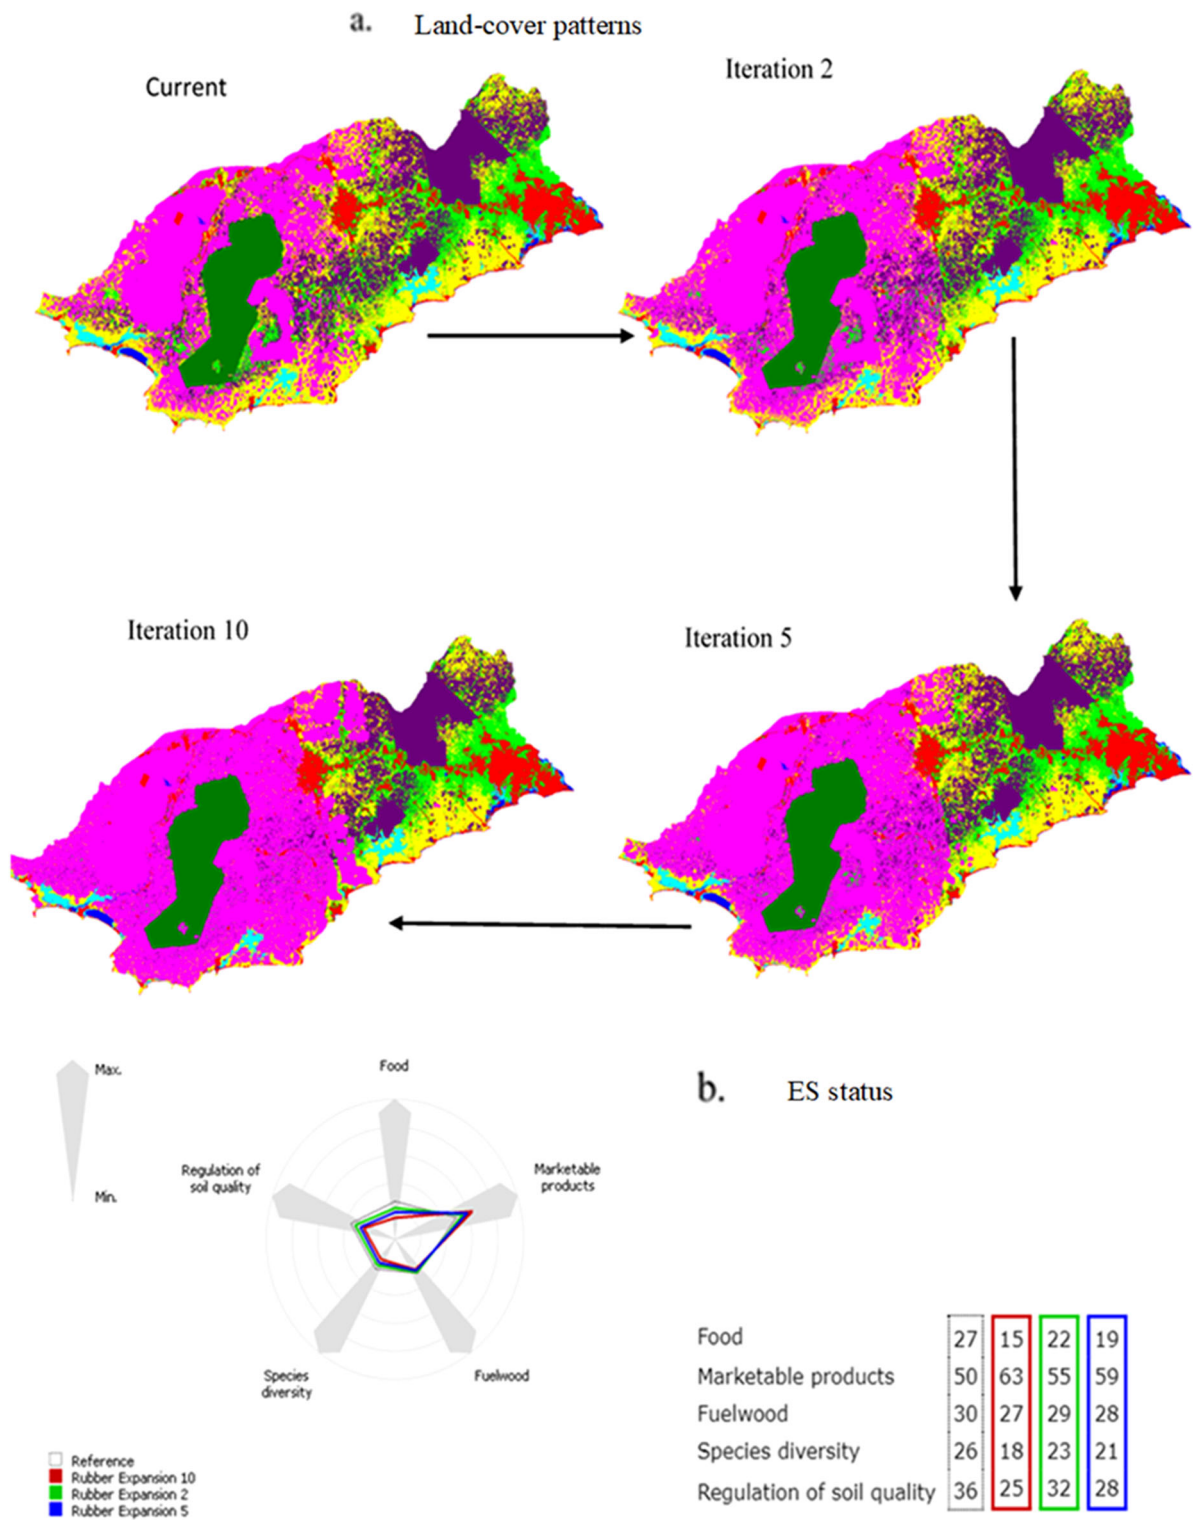 a. Land-cover patterns
Current
Iteration 2
Iteration 10
Iteration 5
Max.
Min.
Food
Marketable
products
Fuelwood
Species
diversity
Regulation of
soil quality
Reference
Rubber Expansion 10
Rubber Expansion 2
Rubber Expansion 5
b. ES status
Food 27 15 22 19
Marketable products 50 63 55 59
Fuelwood 30 27 29 28
Species diversity 26 18 23 21
Regulation of soil quality 36 25 32 28